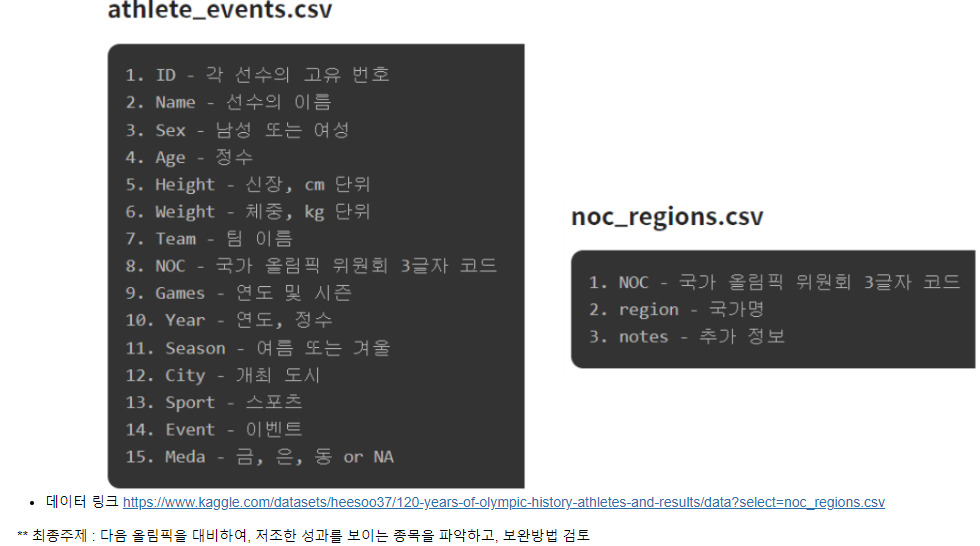 athlete_events.csv
1. ID - 각 선수의 고유 번호
2. Name - 선수의 이름
3. Sex - 남성 또는 여성
4. Age - 정수
5. Height - 신장, cm 단위
6. Weight - 체중, kg 단위
7. Team - 팀 이름
8. NOC - 국가 올림픽 위원회 3글자 코드
9. Games - 연도 및 시즌
10. Year - 연도, 정수
11. Season - 여름 또는 겨울
12. City - 개최 도시
13. Sport - 스포츠
14. Event - 이벤트
15. Meda - 금, 은, 동 or NA
noc_regions.csv
1. NOC - 국가 올림픽 위원회 3글자 코드
2. region - 국가명
3. notes - 추가 정보
• 데이터 링크 https://www.kaggle.com/datasets/heesoo37/120-years-of-olympic-history-athletes-and-results/data?select=noc_regions.csv
** 최종주제 : 다음 올림픽을 대비하여, 저조한 성과를 보이는 종목을 파악하고, 보완방법 검토